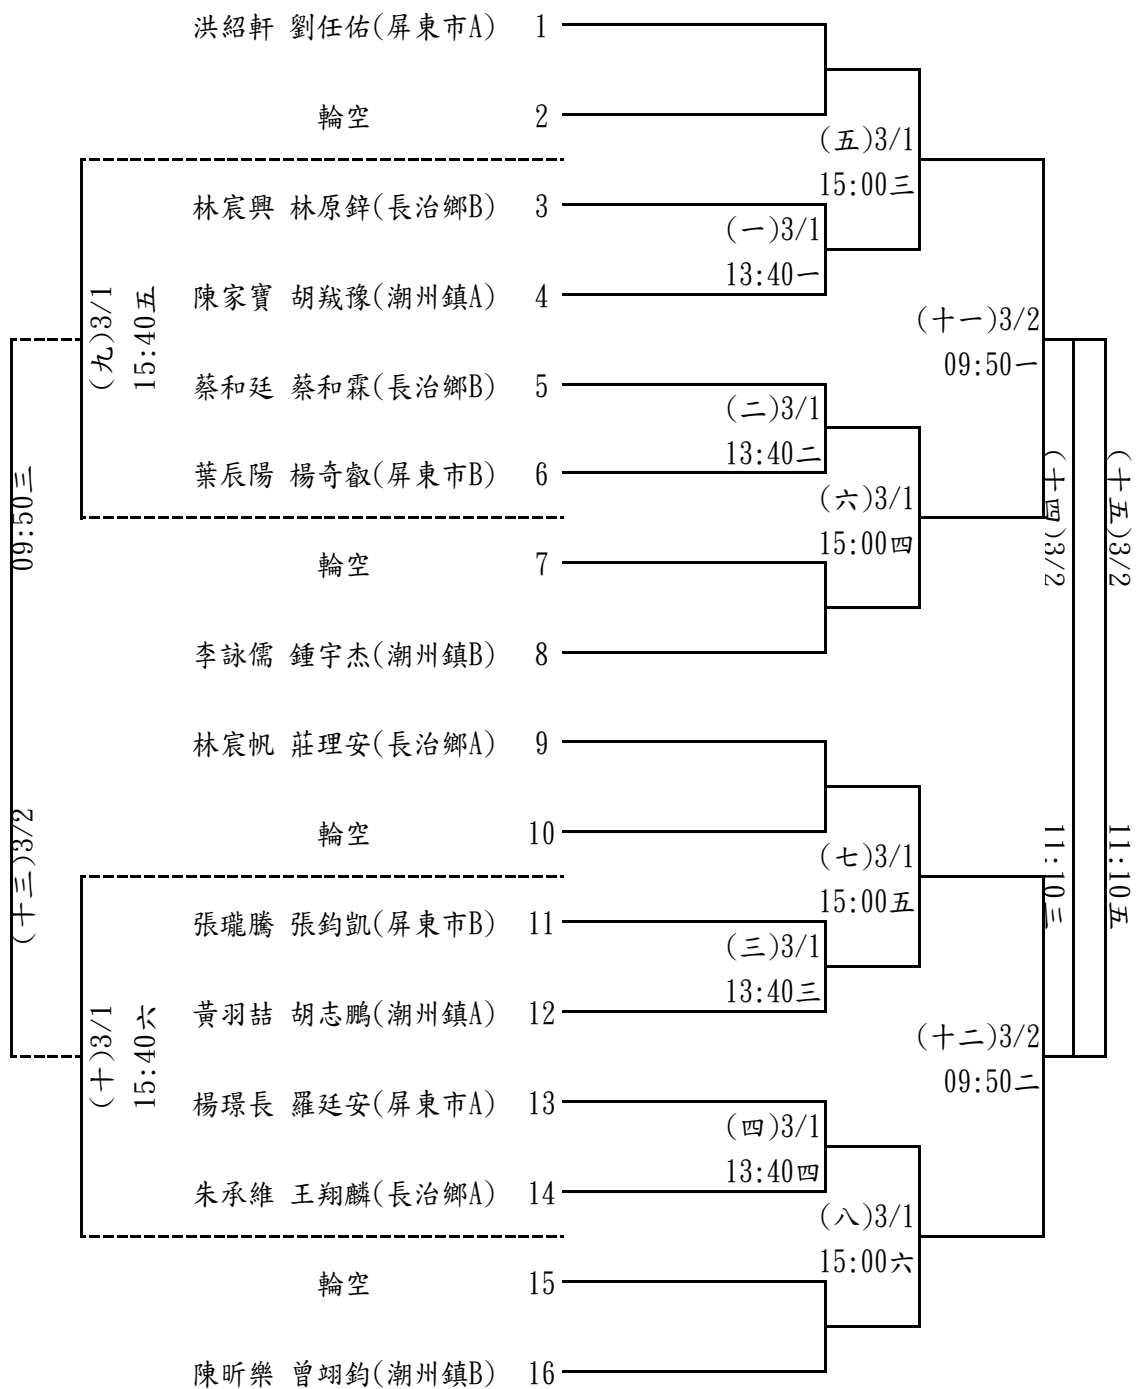 洪紹軒 劉任佑(屏東市A) 1
輪空 2
(五)3/1
15:00三
林宸興 林原鋅(長治鄉B) 3
(一)3/1
13:40一
陳家寶 胡羢豫(潮州鎮A) 4
(九)3/1
15:40五
(十一)3/2
09:50一
蔡和廷 蔡和霖(長治鄉B) 5
(二)3/1
13:40二
葉辰陽 楊奇叡(屏東市B) 6
(六)3/1
15:00四
輪空 7
李詠儒 鍾宇杰(潮州鎮B) 8
(十三)3/2
09:50三
(十四)3/2
11:10三
(十五)3/2
11:10五
林宸帆 莊理安(長治鄉A) 9
輪空 10
(七)3/1
15:00五
張瓏騰 張鈞凱(屏東市B) 11
(三)3/1
13:40三
黃羽喆 胡志鵬(潮州鎮A) 12
(十)3/1
15:40六
(十二)3/2
09:50二
楊璟長 羅廷安(屏東市A) 13
(四)3/1
13:40四
朱承維 王翔麟(長治鄉A) 14
(八)3/1
15:00六
輪空 15
陳昕樂 曾翊鈞(潮州鎮B) 16